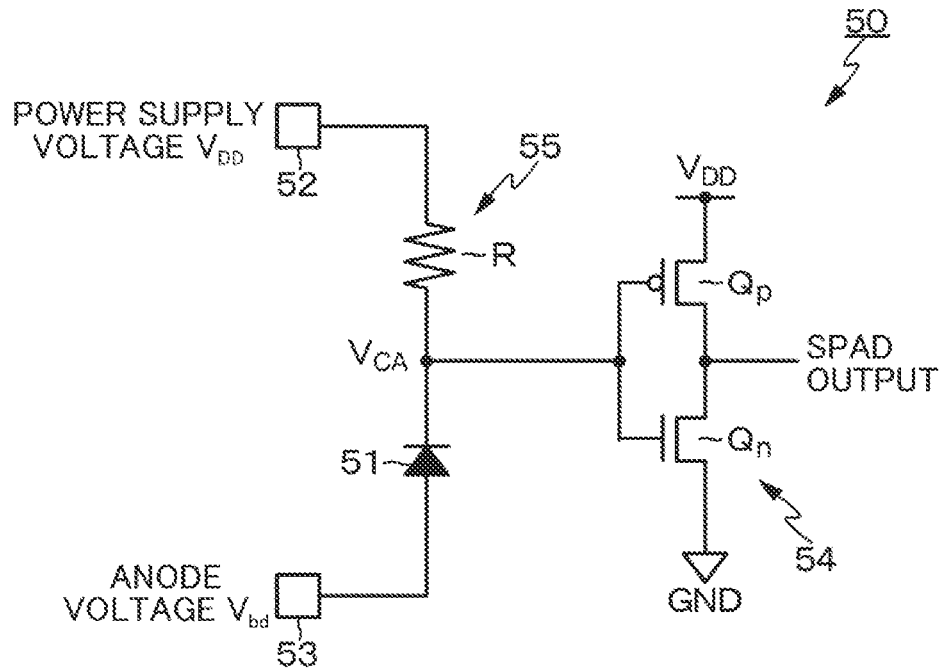 50
POWER SUPPLY
VOLTAGE VDD
52
55
VDD
R
Qp
VCA
SPAD
OUTPUT
51
Qn
ANODE
VOLTAGE Vbd
53
54
GND